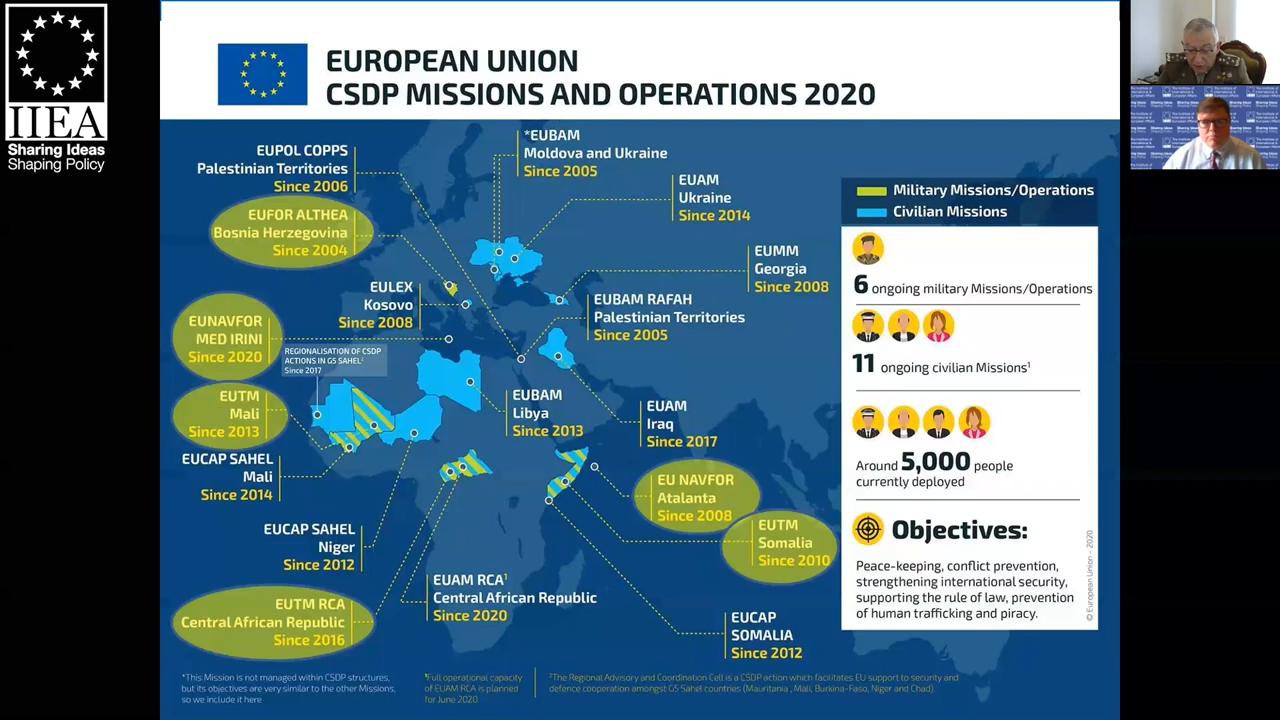 IIEA
Sharing Ideas
Shaping Policy
EUROPEAN UNION
CSDP MISSIONS AND OPERATIONS 2020
EUPOL COPPS
Palestinian Territories
Since 2006
*EUBAM
Moldova and Ukraine
Since 2005
EUAM
Ukraine
Since 2014
EUFOR ALTHEA
Bosnia Herzegovina
Since 2004
EUMM
Georgia
Since 2008
EULEX
Kosovo
Since 2008
EUBAM RAFAH
Palestinian Territories
Since 2005
EUNAVFOR
MED IRINI
Since 2020
REGIONALISATION OF CSDP
ACTIONS IN G5 SAHEL²
Since 2017
EUTM
Mali
Since 2013
EUBAM
Libya
Since 2013
EUAM
Iraq
Since 2017
EUCAP SAHEL
Mali
Since 2014
EU NAVFOR
Atalanta
Since 2008
EUTM
Somalia
Since 2010
EUCAP SAHEL
Niger
Since 2012
EUAM RCA¹
Central African Republic
Since 2020
EUTM RCA
Central African Republic
Since 2016
EUCAP
SOMALIA
Since 2012
Military Missions/Operations
Civilian Missions
6 ongoing military Missions/Operations
11 ongoing civilian Missions¹
Around 5,000 people
currently deployed
Objectives:
Peace-keeping, conflict prevention,
strengthening international security,
supporting the rule of law, prevention
of human trafficking and piracy.
© European Union - 2020
*This Mission is not managed within CSDP structures,
but its objectives are very similar to the other Missions,
so we include it here
¹Full operational capacity
of EUAM RCA is planned
for June 2020
²The Regional Advisory and Coordination Cell is a CSDP action which facilitates EU support to security and
defence cooperation amongst G5 Sahel countries (Mauritania, Mali, Burkina-Faso, Niger and Chad).